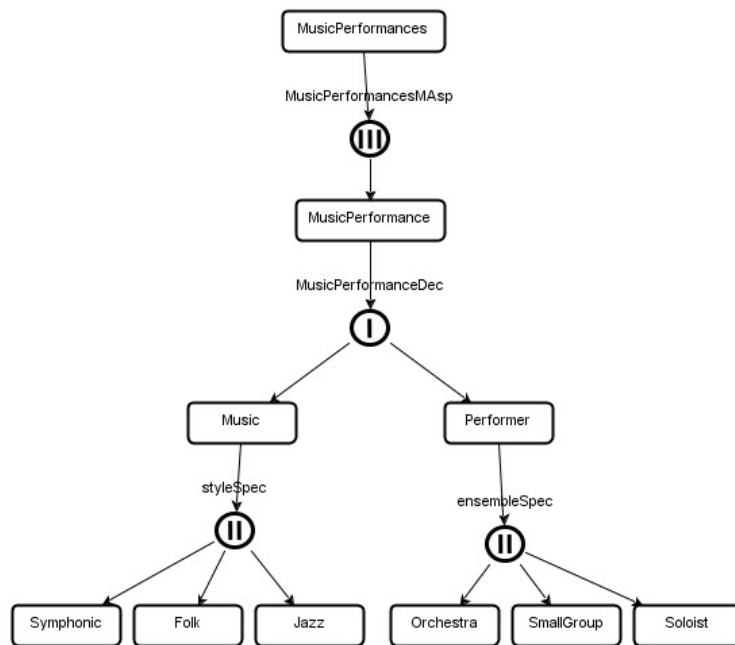 MusicPerformances
MusicPerformancesMAsp
III
MusicPerformance
MusicPerformanceDec
I
Music
Performer
styleSpec
ensembleSpec
II
II
Symphonic
Folk
Jazz
Orchestra
SmallGroup
Soloist